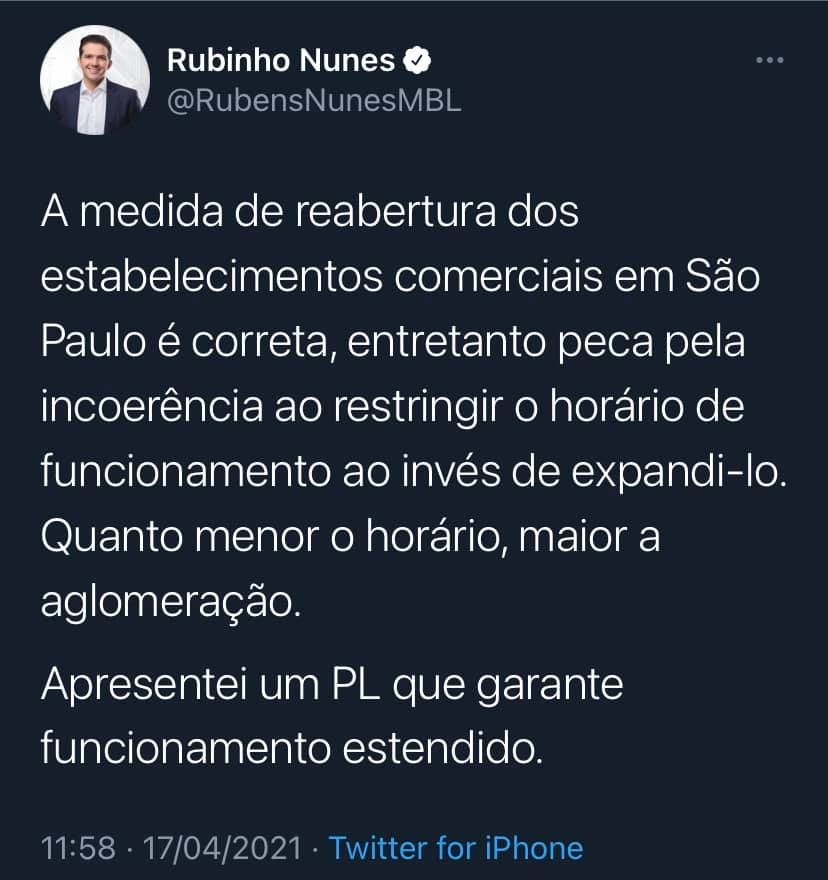 Rubinho Nunes
@RubensNunesMBL
A medida de reabertura dos
estabelecimentos comerciais em São
Paulo é correta, entretanto peca pela
incoerência ao restringir o horário de
funcionamento ao invés de expandi-lo.
Quanto menor o horário, maior a
aglomeração.
Apresentei um PL que garante
funcionamento estendido.
11:58 · 17/04/2021 · Twitter for iPhone